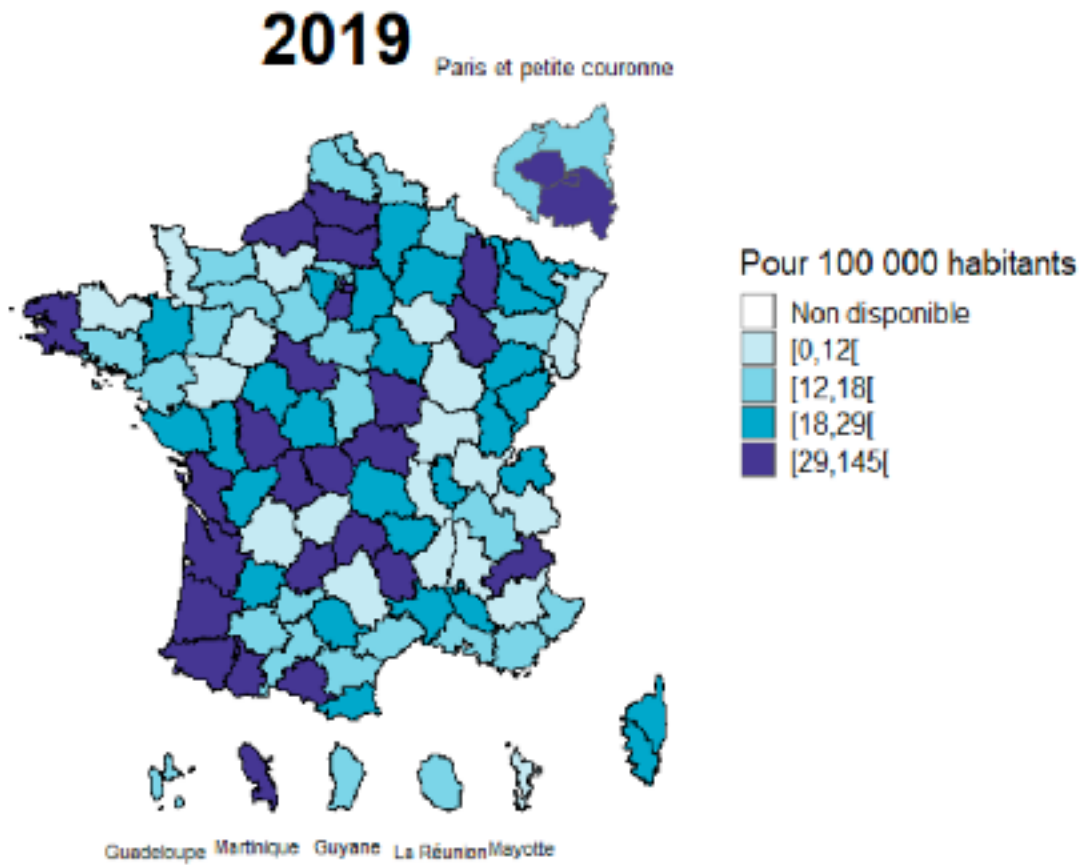 2019
Paris et petite couronne
Pour 100 000 habitants
Non disponible
[0,12[
[12,18[
[18,29[
[29,145[
Guadeloupe Martinique Guyane La Réunion Mayotte